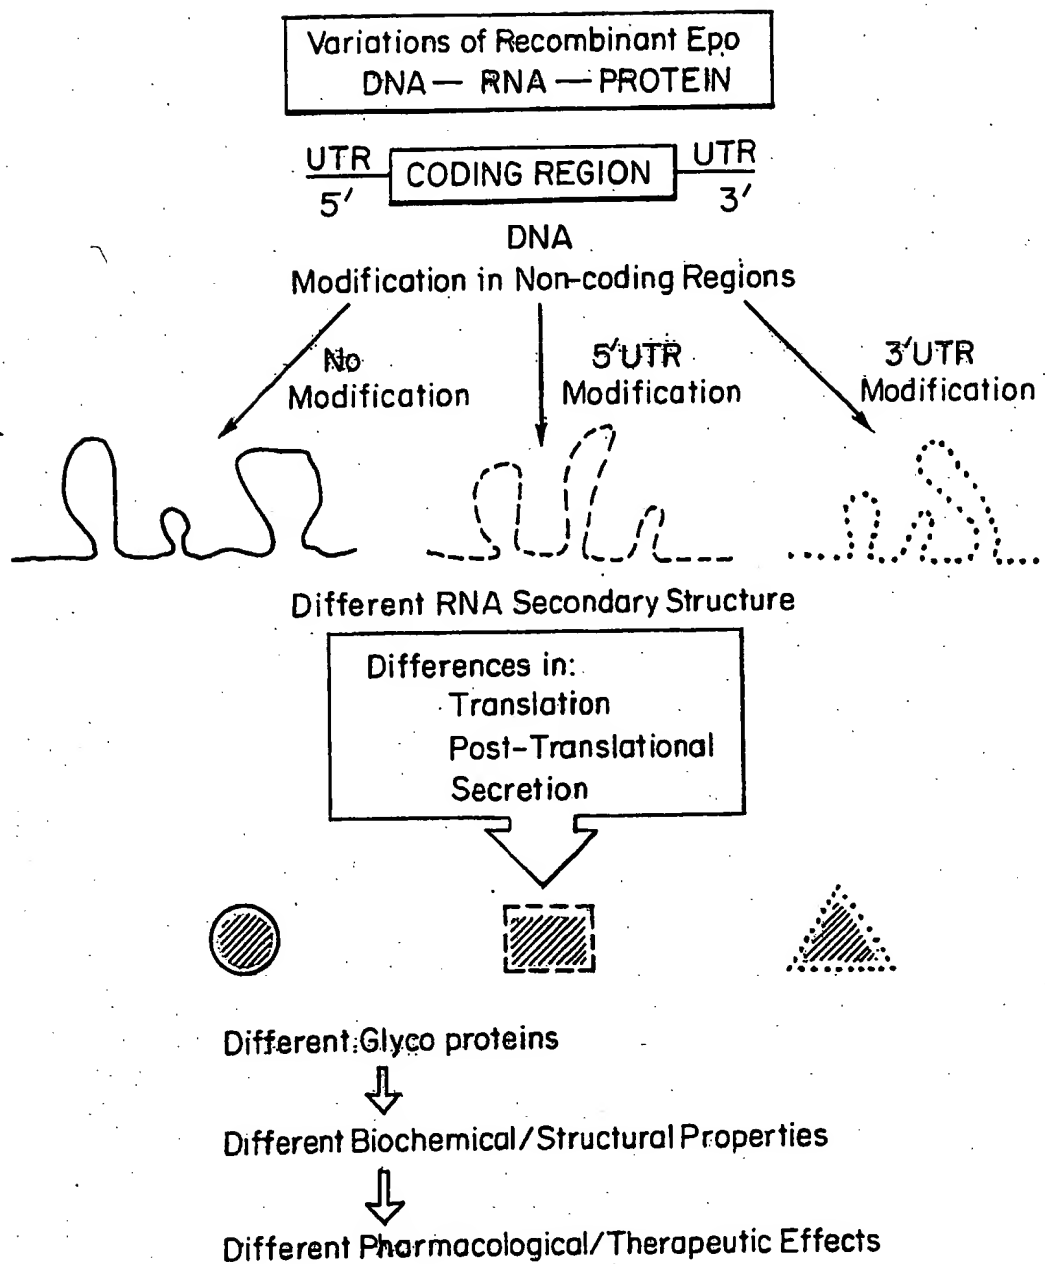 Variations of Recombinant Epo
DNA — RNA — PROTEIN
UTR CODING REGION UTR
5' 3'
DNA
Modification in Non-coding Regions
No Modification
5'UTR Modification
3'UTR Modification
Different RNA Secondary Structure
Differences in:
Translation
Post-Translational
Secretion
Different Glyco proteins
Different Biochemical/Structural Properties
Different Pharmacological/Therapeutic Effects